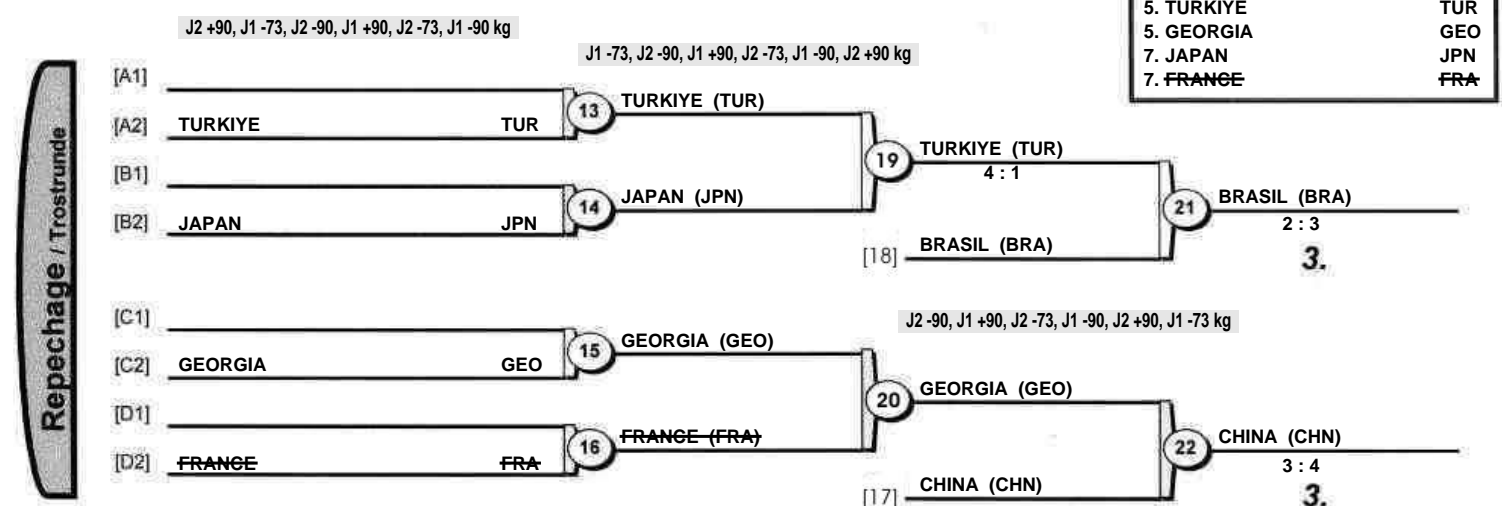 5. TURKIYE TUR
5. GEORGIA GEO
7. JAPAN JPN
7. FRANCE FRA
J2 +90, J1 -73, J2 -90, J1 +90, J2 -73, J1 -90 kg
J1 -73, J2 -90, J1 +90, J2 -73, J1 -90, J2 +90 kg
Repechage / Trostrunde
[A1]
13 TURKIYE (TUR)
[A2] TURKIYE TUR
19 TURKIYE (TUR)
4 : 1
[B1]
14 JAPAN (JPN)
[B2] JAPAN JPN
21 BRASIL (BRA)
2 : 3
3.
[18] BRASIL (BRA)
J2 -90, J1 +90, J2 -73, J1 -90, J2 +90, J1 -73 kg
[C1]
15 GEORGIA (GEO)
[C2] GEORGIA GEO
20 GEORGIA (GEO)
[D1]
16 FRANCE (FRA)
[D2] FRANCE FRA
22 CHINA (CHN)
3 : 4
3.
[17] CHINA (CHN)